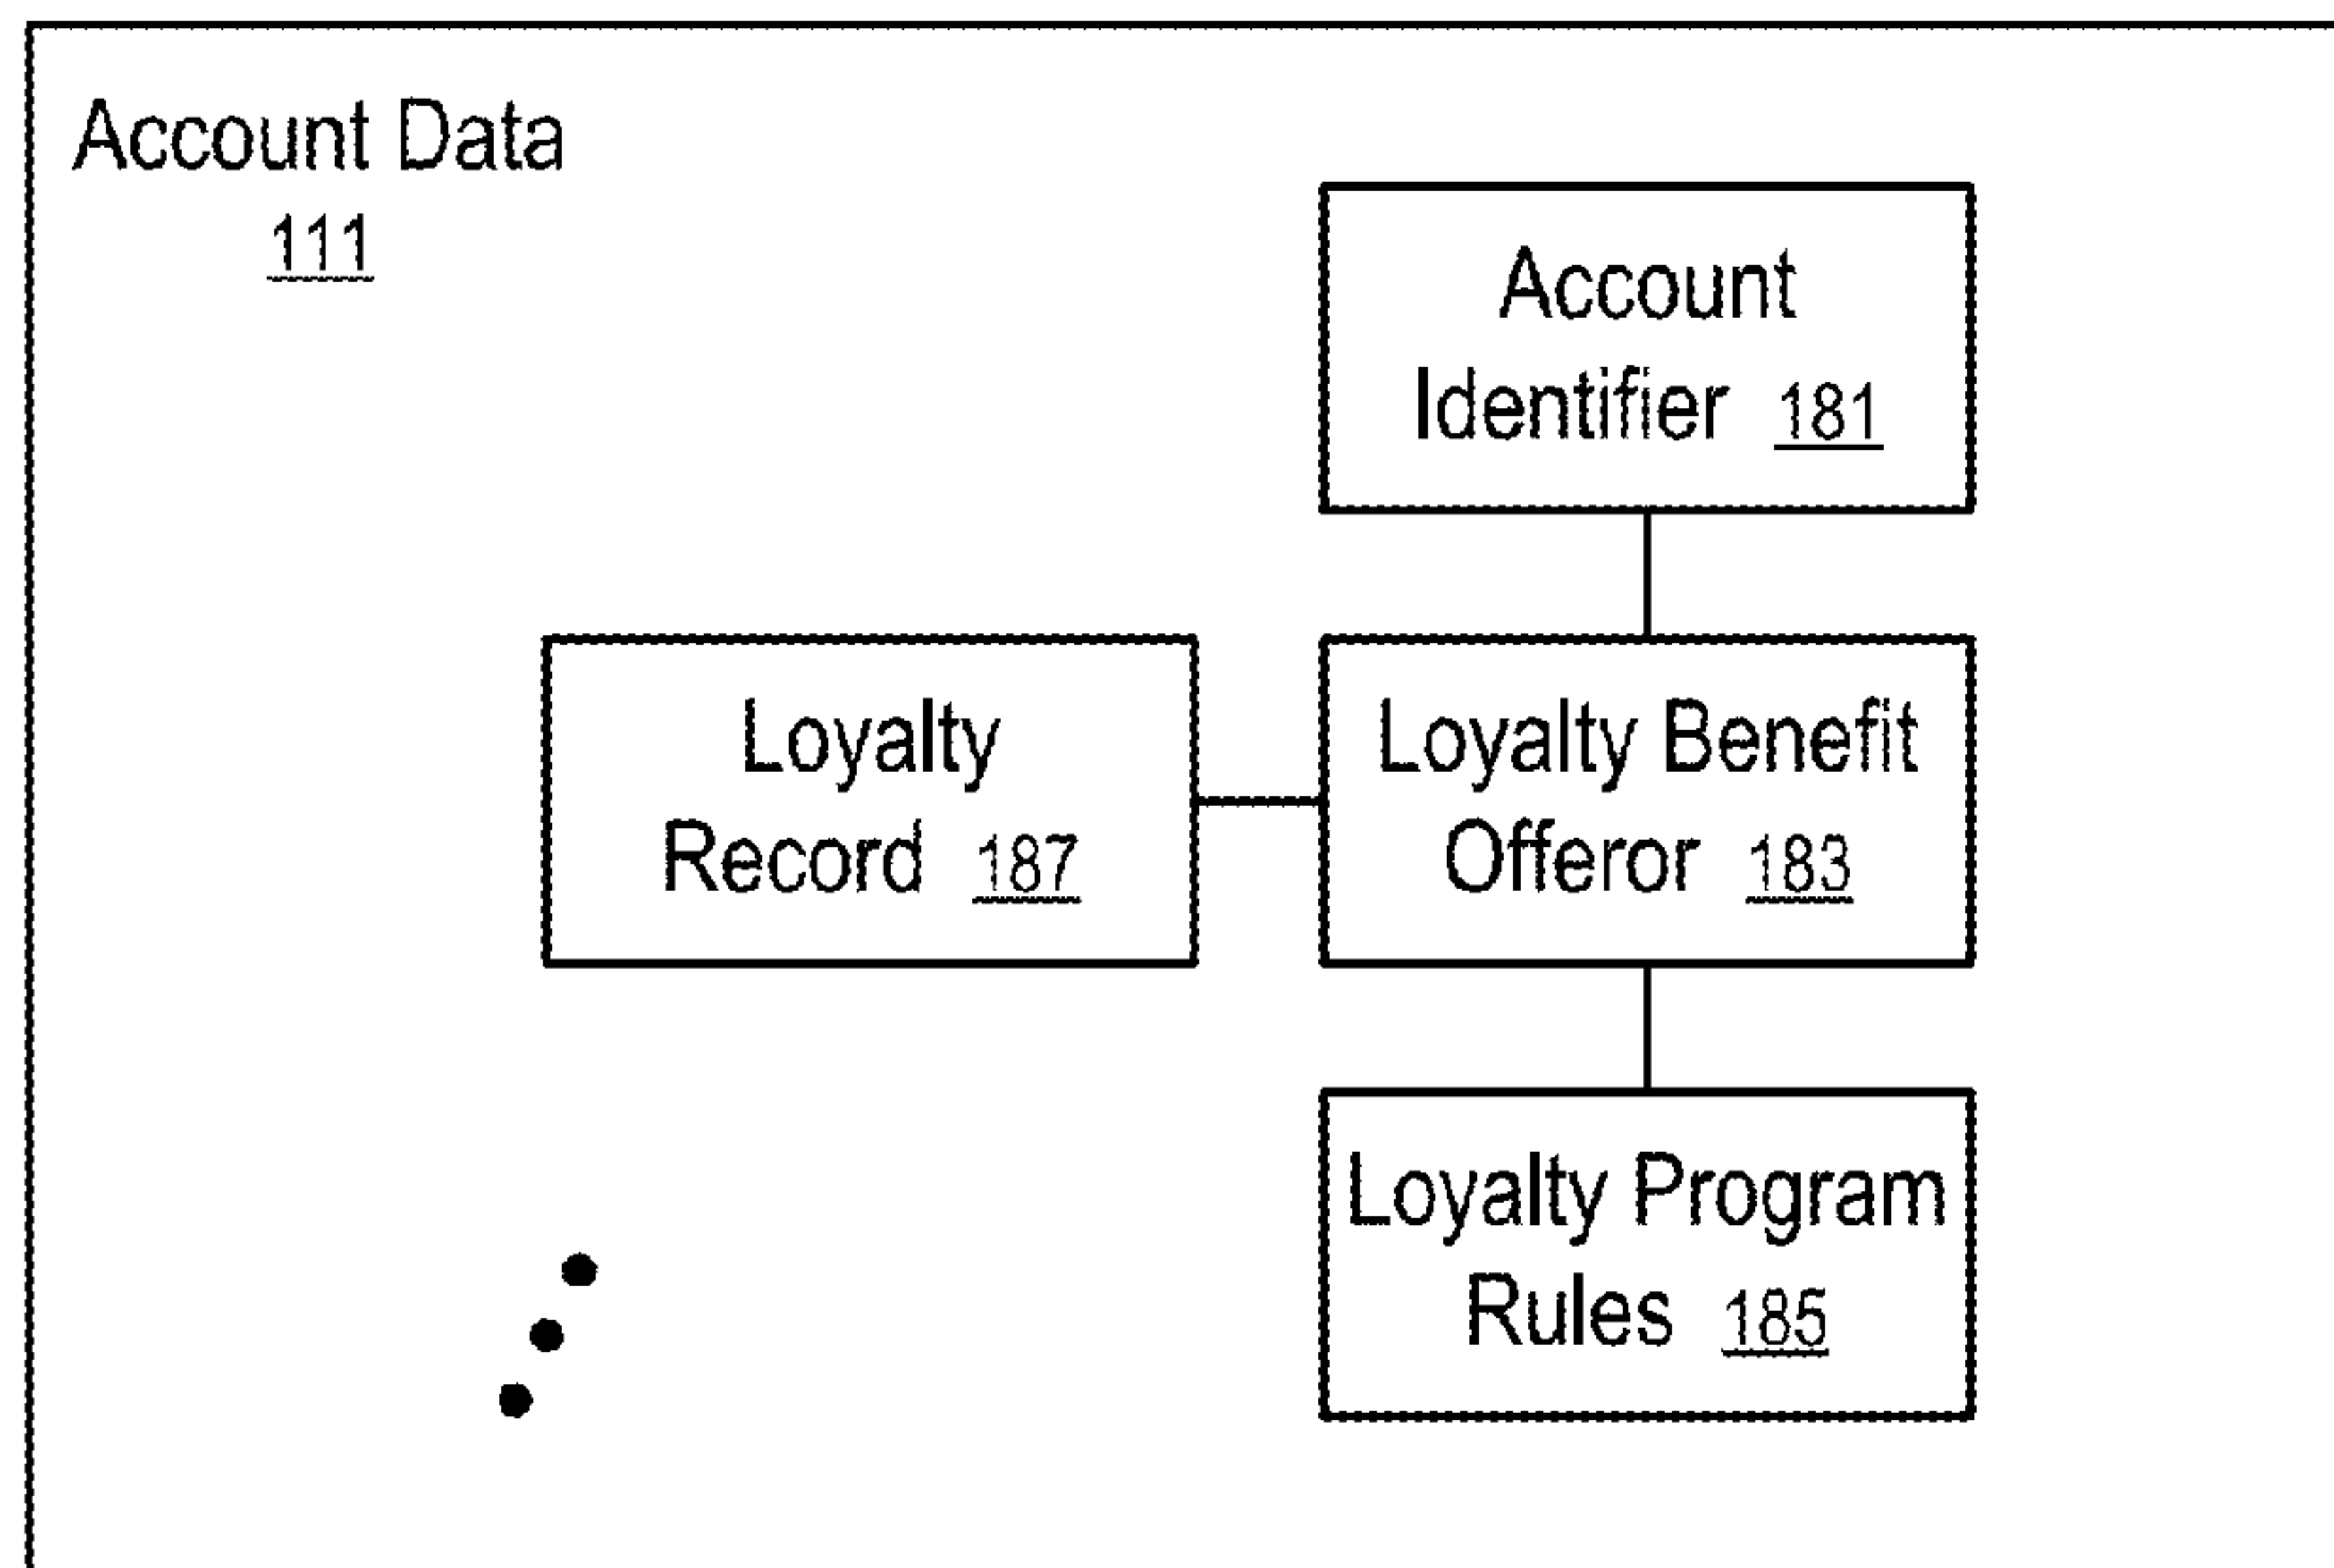 Account Data
111
Account
Identifier 181
Loyalty
Record 187
Loyalty Benefit
Offeror 183
Loyalty Program
Rules 185